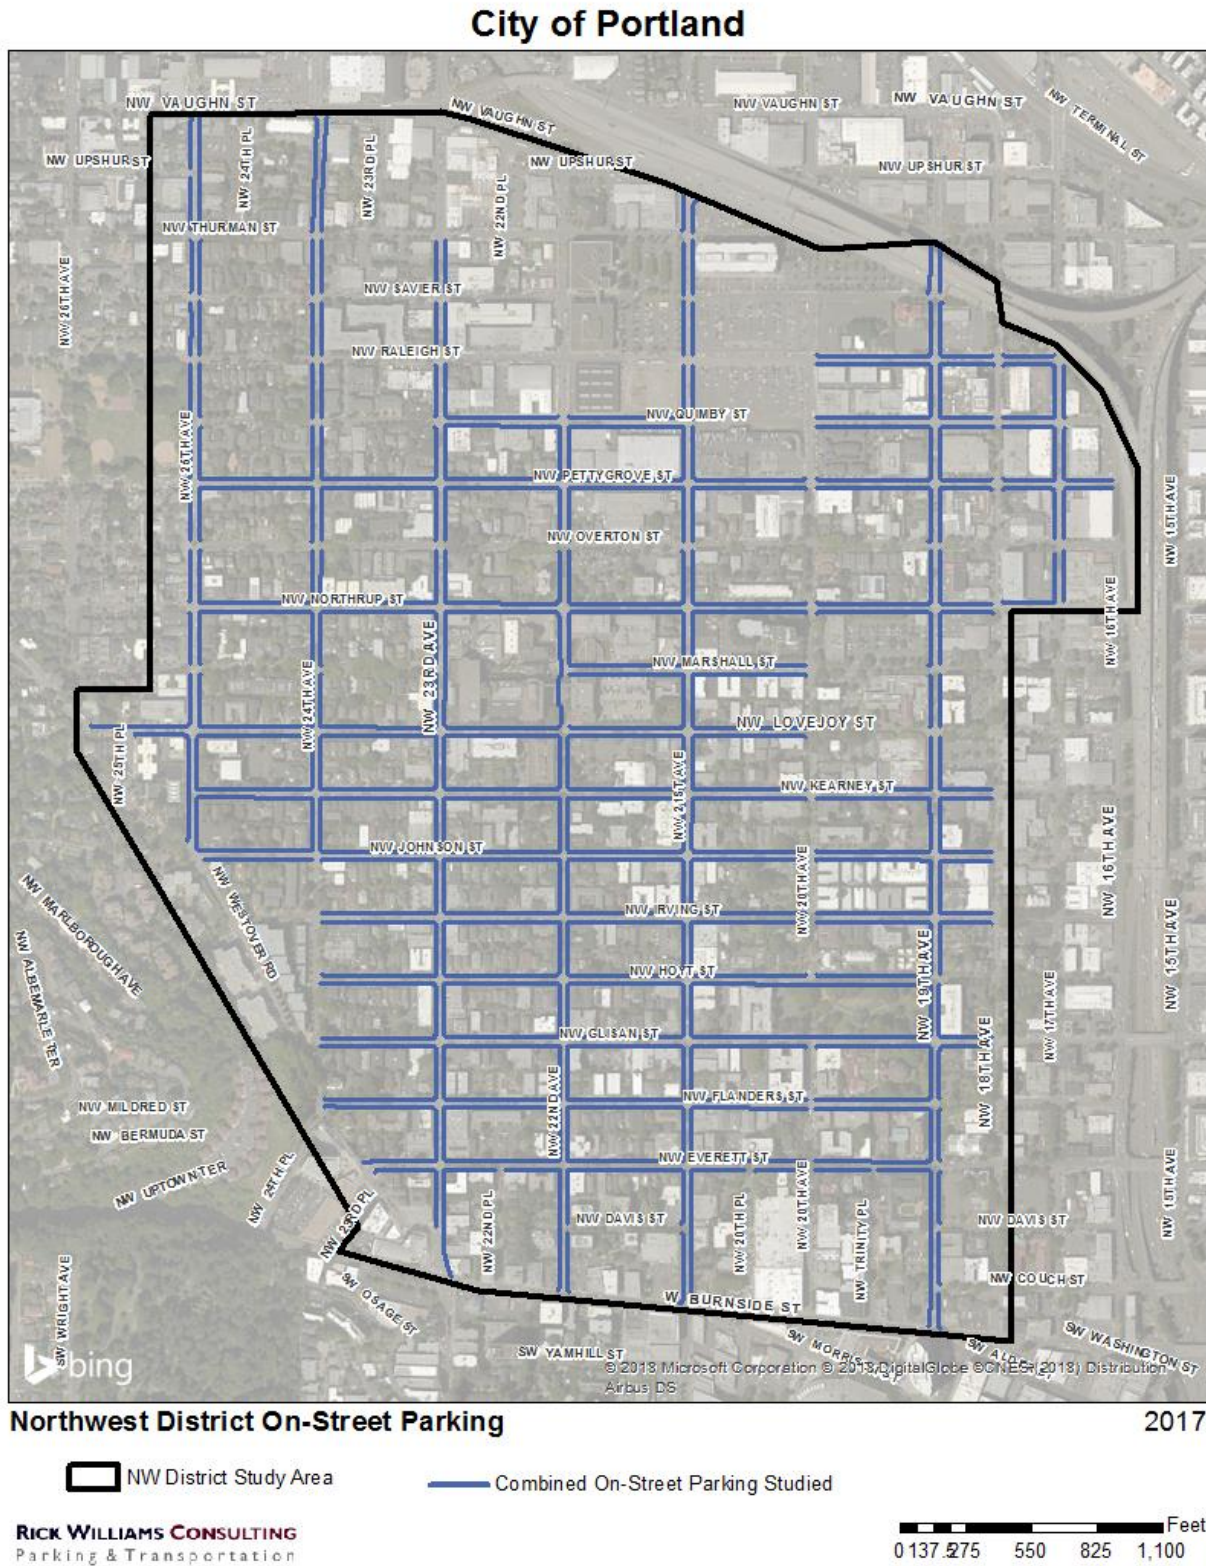 City of Portland
NW VAUGHN ST
NW VAUGHN ST
NW VAUGHN ST
NW VAUGHN ST
NW TERMINAL ST
NW UPSHUR ST
NW 24TH PL
NW 23RD PL
NW UPSHUR ST
NW UPSHUR ST
NW 22ND PL
NW THURMAN ST
NW 26TH AVE
NW SAVIER ST
NW RALEIGH ST
NW QUIMBY ST
NW 25TH AVE
NW PETTYGROVE ST
NW 15TH AVE
NW OVERTON ST
NW NORTHRUP ST
NW 16TH AVE
NW 23RD AVE
NW MARSHALL ST
NW 24TH AVE
NW LOVEJOY ST
NW 25TH PL
NW 21ST AVE
NW KEARNEY ST
NW JOHNSON ST
NW 16TH AVE
NW 20TH AVE
NW WESTOVER RD
NW MARLBOROUGH AVE
NW IRVING ST
NW 19TH AVE
NW 15TH AVE
NW ALBEMARLE TER
NW HOYT ST
NW 17TH AVE
NW GLISAN ST
NW 18TH AVE
NW 22ND AVE
NW MILDRED ST
NW FLANDERS ST
NW BERMUDA ST
NW EVERETT ST
NW UPTOWN TER
NW 24TH PL
NW 23RD PL
NW 22ND PL
NW DAVIS ST
NW 20TH PL
NW 20TH AVE
NW TRINITY PL
NW DAVIS ST
NW 15TH AVE
NW COUCH ST
SW WRIGHT AVE
SW OSAGE ST
W BURNSIDE ST
SW YAMHILL ST
SW WASHINGTON ST
bing
© 2018 Microsoft Corporation © 2018 DigitalGlobe ©CNES (2018) Distribution
Airbus DS
Northwest District On-Street Parking
2017
NW District Study Area
Combined On-Street Parking Studied
RICK WILLIAMS CONSULTING
Parking & Transportation
Feet
0 137.5 275 550 825 1,100